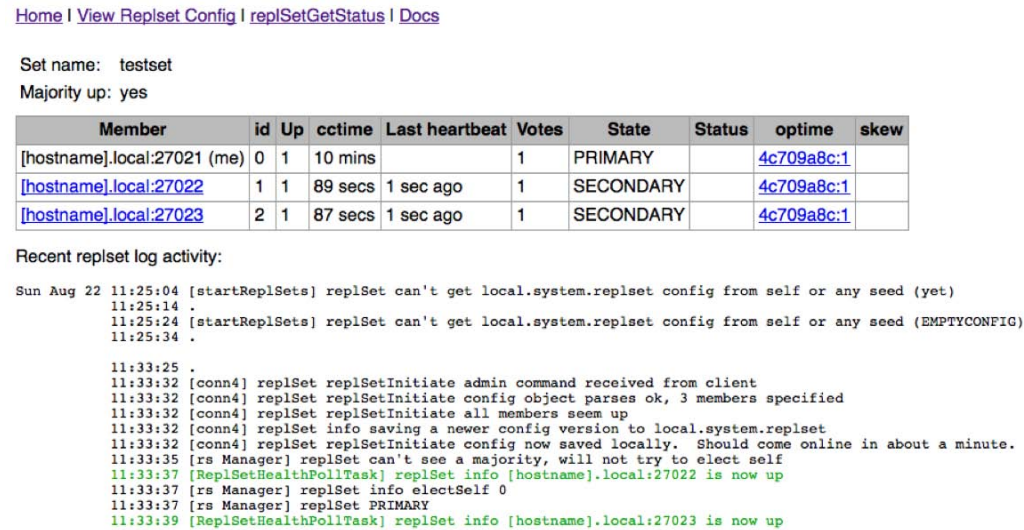 Home | View Replset Config | replSetGetStatus | Docs
Set name: testset
Majority up: yes
Member id Up cctime Last heartbeat Votes State Status optime skew
[hostname].local:27021 (me) 0 1 10 mins 1 PRIMARY 4c709a8c:1
[hostname].local:27022 1 1 89 secs 1 sec ago 1 SECONDARY 4c709a8c:1
[hostname].local:27023 2 1 87 secs 1 sec ago 1 SECONDARY 4c709a8c:1
Recent replset log activity:
Sun Aug 22 11:25:04 [startReplSets] replSet can't get local.system.replset config from self or any seed (yet)
11:25:14 .
11:25:24 [startReplSets] replSet can't get local.system.replset config from self or any seed (EMPTYCONFIG)
11:25:34 .
11:33:25 .
11:33:32 [conn4] replSet replSetInitiate admin command received from client
11:33:32 [conn4] replSet replSetInitiate config object parses ok, 3 members specified
11:33:32 [conn4] replSet replSetInitiate all members seem up
11:33:32 [conn4] replSet info saving a newer config version to local.system.replset
11:33:32 [conn4] replSet replSetInitiate config now saved locally. Should come online in about a minute.
11:33:35 [rs Manager] replSet can't see a majority, will not try to elect self
11:33:37 [ReplSetHealthPollTask] replSet info [hostname].local:27022 is now up
11:33:37 [rs Manager] replSet info electSelf 0
11:33:37 [rs Manager] replSet PRIMARY
11:33:39 [ReplSetHealthPollTask] replSet info [hostname].local:27023 is now up